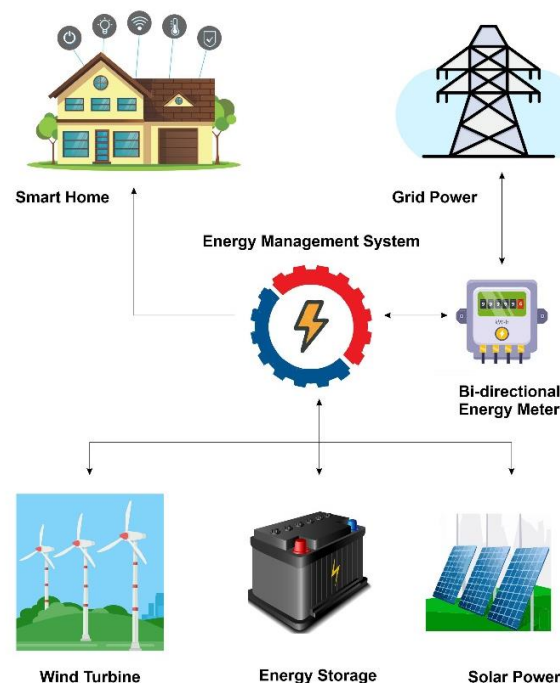 Smart Home
Grid Power
Energy Management System
Bi-directional
Energy Meter
Wind Turbine
Energy Storage
Solar Power